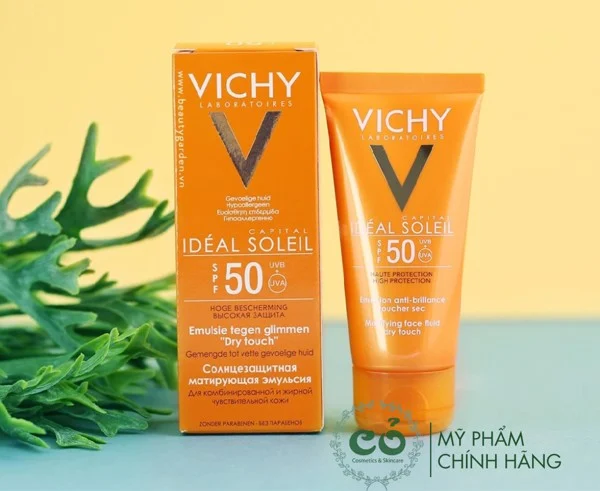 www.beautygarden.vn
VICHY
LABORATOIRES
Gevoelige huid
Hypoallergeen
Ευαίσθητη επιδερμίδα
Гипоаллергенно
CAPITAL
IDÉAL SOLEIL
SPF 50 UVB + UVA
HOGE BESCHERMING
ВЫСОКАЯ ЗАЩИТА
Emulsie tegen glimmen
"Dry touch"
Gemengde tot vette gevoelige huid
Солнцезащитная
матирующая эмульсия
Для комбинированной и жирной
чувствительной кожи
ZONDER PARABENEN - БЕЗ ПАРАБЕНОВ
VICHY
LABORATOIRES
CAPITAL
IDÉAL SOLEIL
SPF 50 UVB + UVA
HAUTE PROTECTION
HIGH PROTECTION
Emulsion anti-brillance
toucher sec
Mattifying face fluid
dry touch
CỎ
Cosmetics & Skincare
MỸ PHẨM
CHÍNH HÃNG